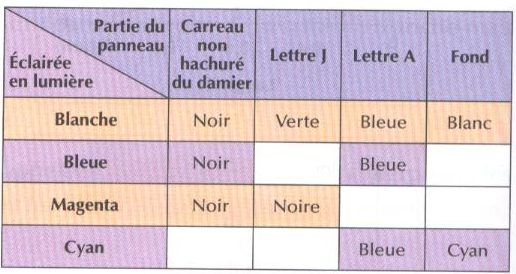 Partie du panneau
Éclairée en lumière
Carreau non hachuré du damier
Lettre J
Lettre A
Fond
Blanche Noir Verte Bleue Blanc
Bleue Noir Bleue
Magenta Noir Noire
Cyan Bleue Cyan